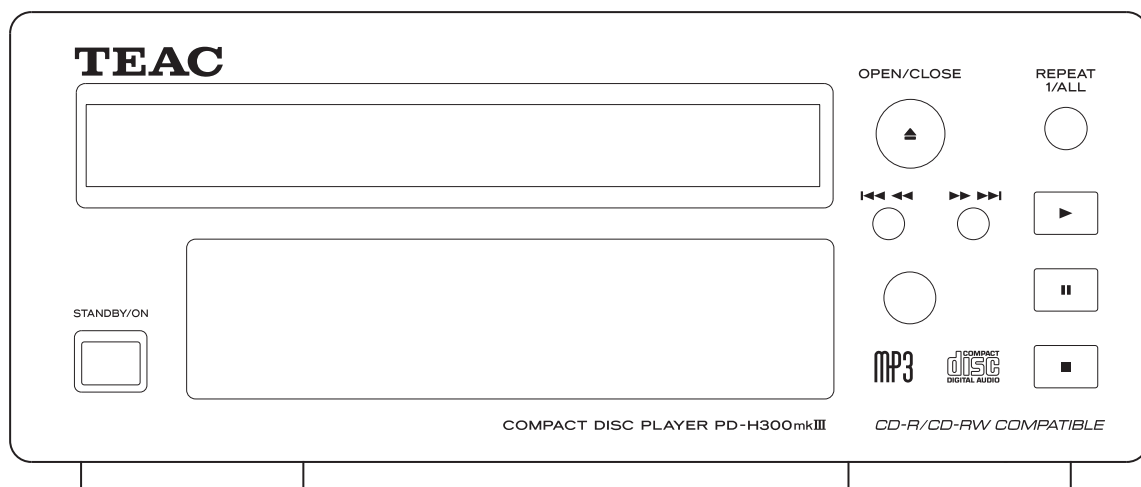 TEAC
OPEN/CLOSE
REPEAT
1/ALL
STANDBY/ON
MP3
COMPACT
disc
DIGITAL AUDIO
COMPACT DISC PLAYER PD-H300mkIII
CD-R/CD-RW COMPATIBLE